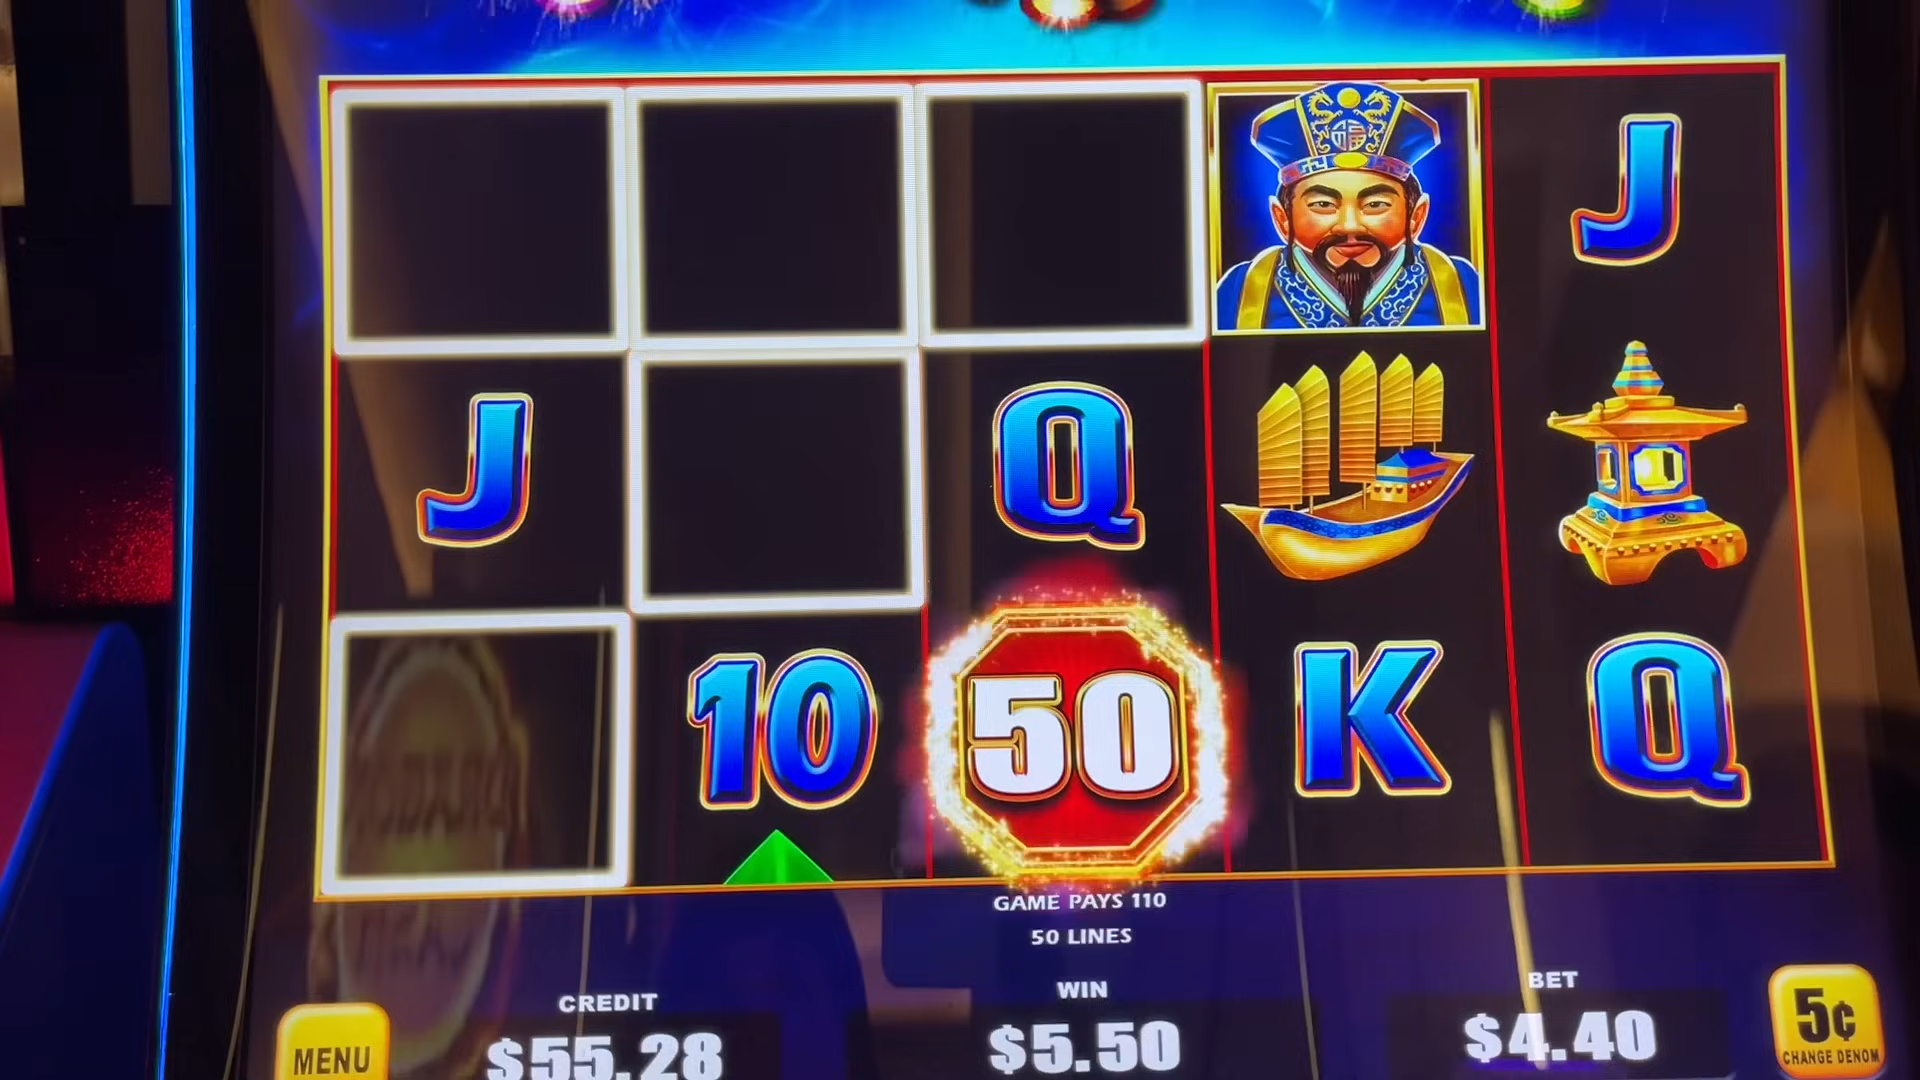 福
J
J
Q
10
50
K
Q
GAME PAYS 110
50 LINES
CREDIT
WIN
BET
5¢
MENU
$55.28
$5.50
$4.40
CHANGE DENOM